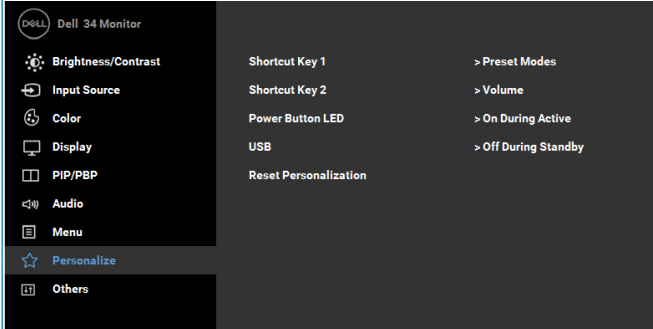 DELL Dell 34 Monitor
Brightness/Contrast
Input Source
Color
Display
PIP/PBP
Audio
Menu
Personalize
Others
Shortcut Key 1 > Preset Modes
Shortcut Key 2 > Volume
Power Button LED > On During Active
USB > Off During Standby
Reset Personalization